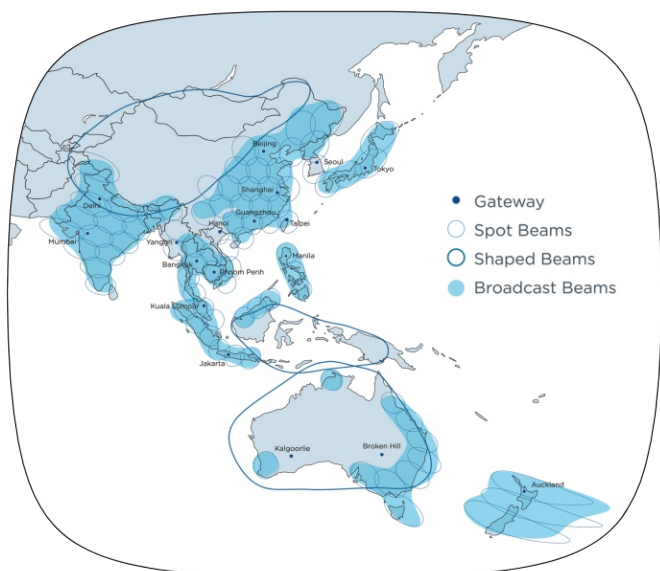 Beijing
Seoul
Tokyo
Shanghai
Delhi
Guangzhou
Taipei
Hanoi
Mumbai
Yangon
Bangkok
Phnom Penh
Manila
Kuala Lumpur
Jakarta
Kalgoorlie
Broken Hill
Auckland
Gateway
Spot Beams
Shaped Beams
Broadcast Beams